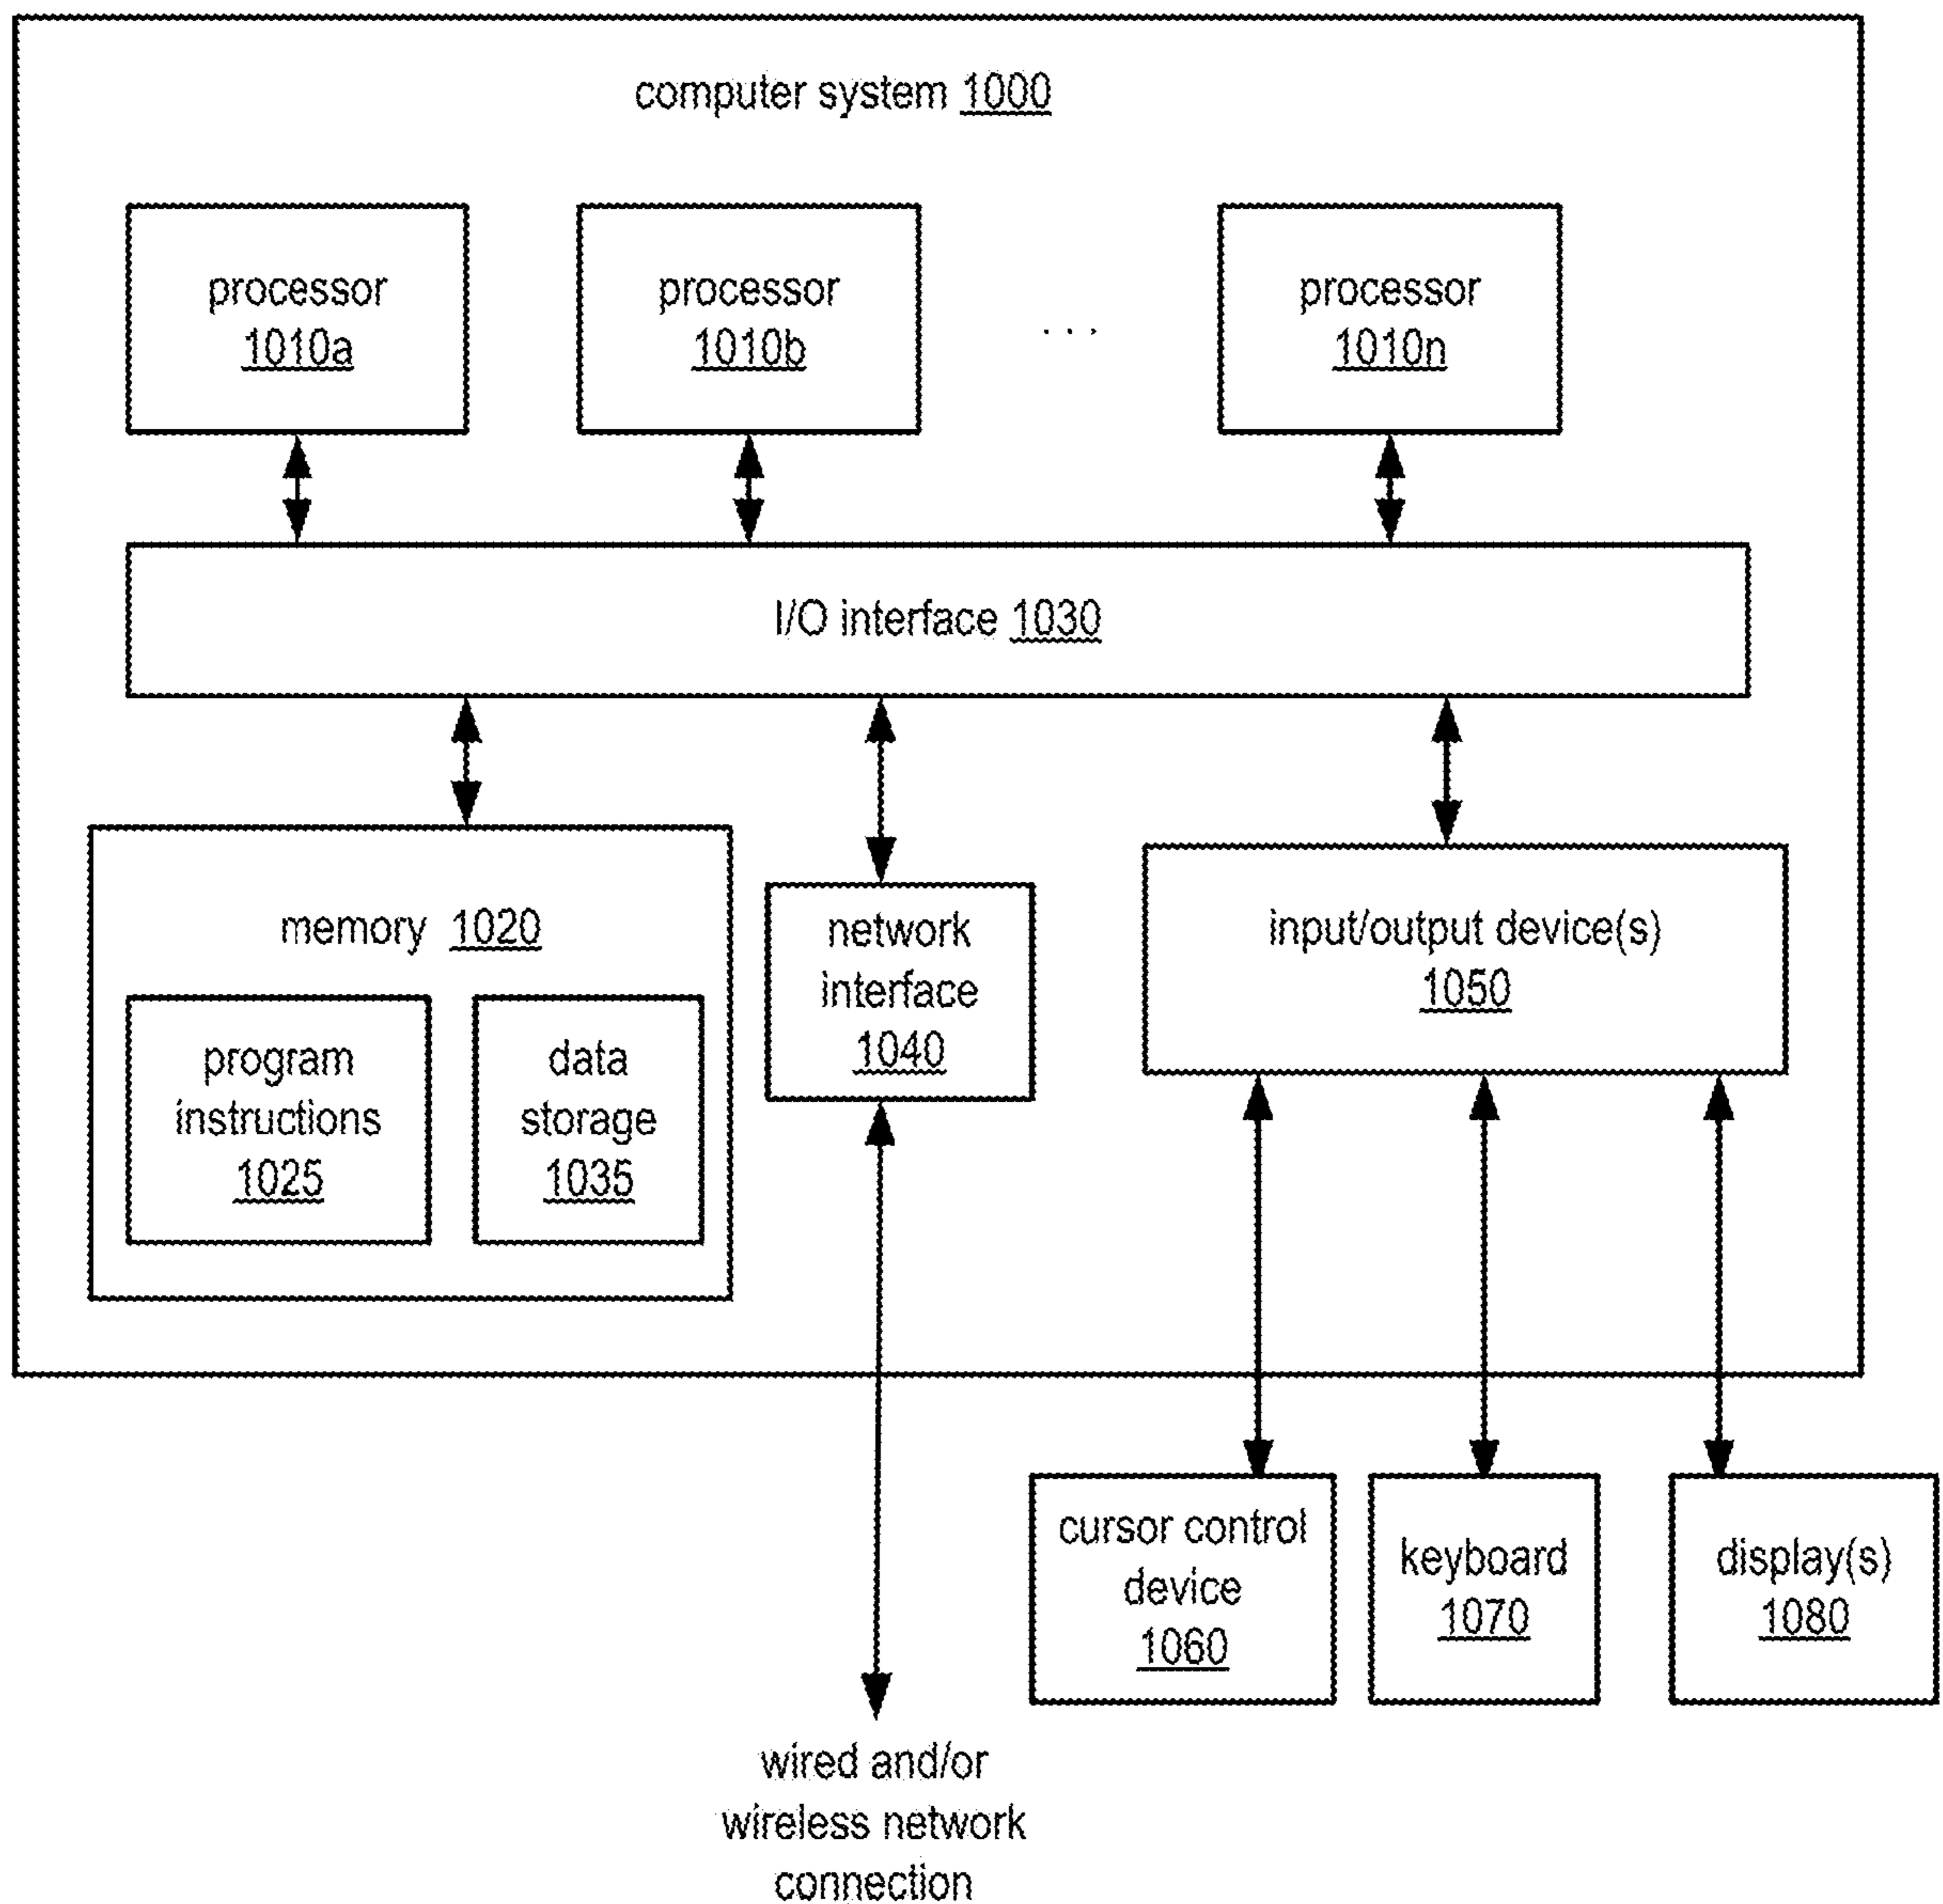 computer system 1000
processor
1010a
processor
1010b
. . .
processor
1010n
I/O interface 1030
memory 1020
program
instructions
1025
data
storage
1035
network
interface
1040
input/output device(s)
1050
cursor control
device
1060
keyboard
1070
display(s)
1080
wired and/or
wireless network
connection